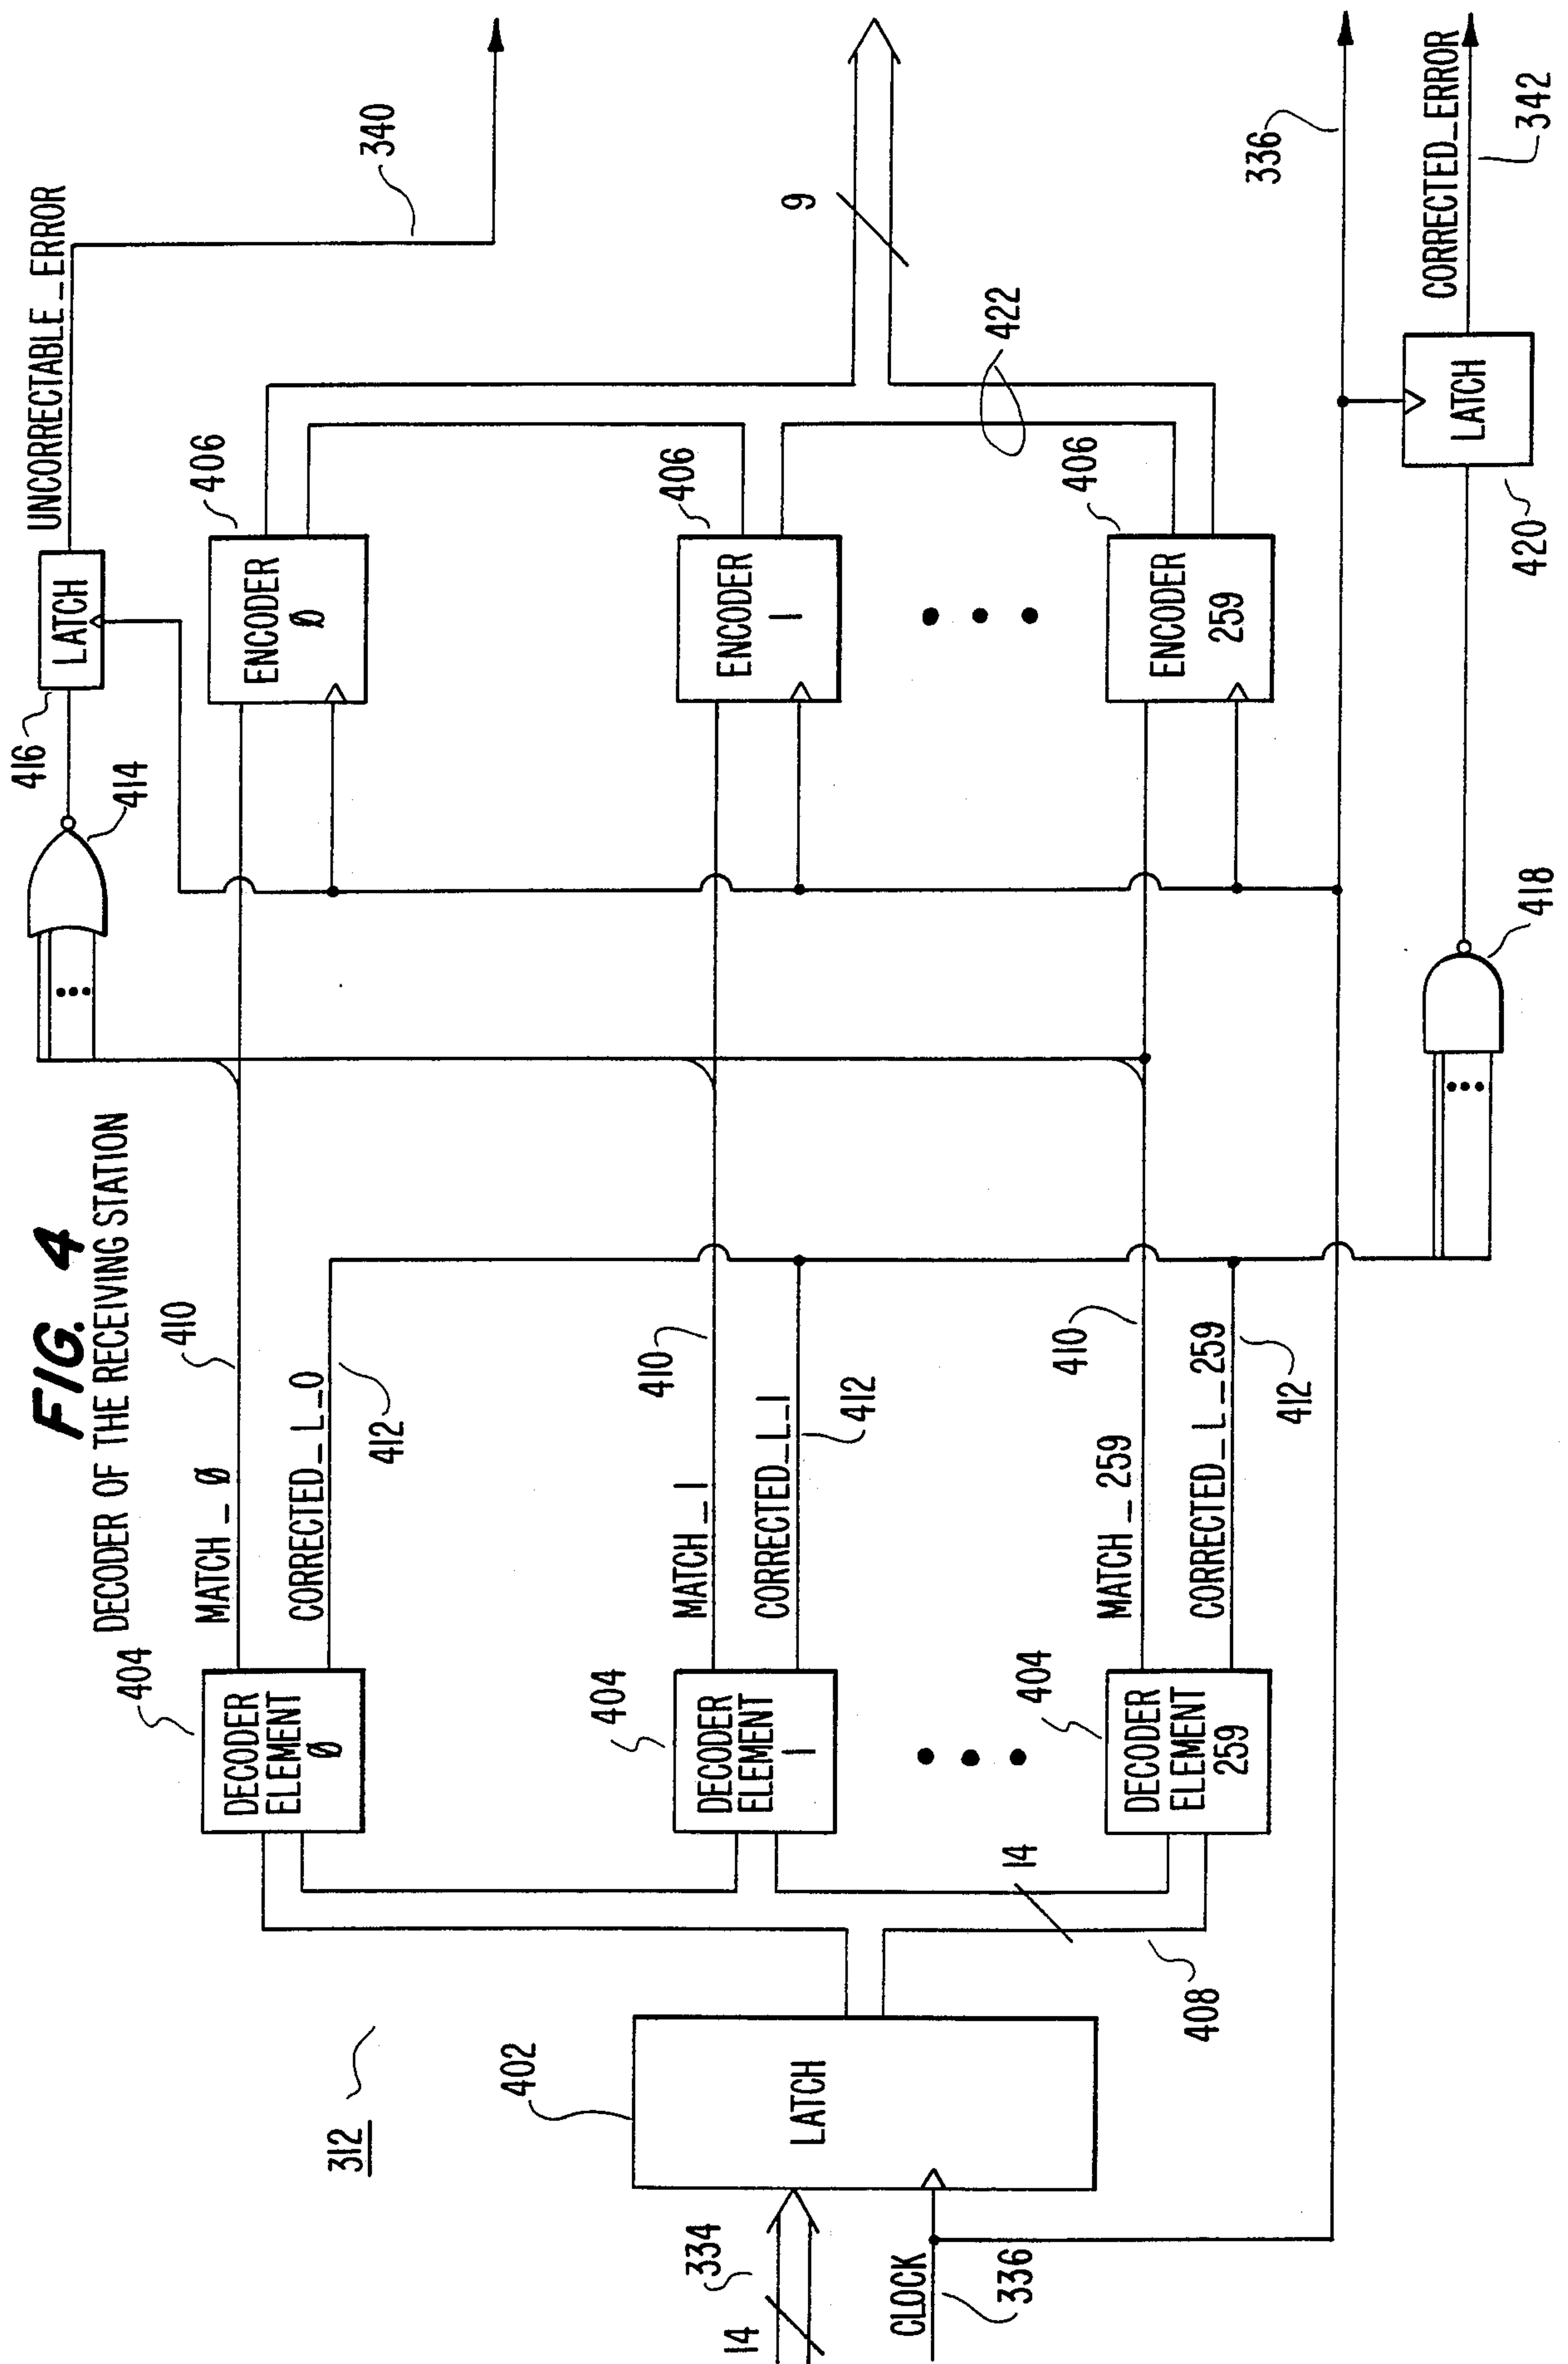 FIG. 4
DECODER OF THE RECEIVING STATION
312
14
334
CLOCK
336
402
LATCH
408
14
404
DECODER
ELEMENT
Ø
404
DECODER
ELEMENT
1
404
DECODER
ELEMENT
259
MATCH_Ø
410
CORRECTED_L_0
412
MATCH_1
410
CORRECTED_L_1
412
MATCH_259
410
CORRECTED_L_259
412
414
416
LATCH
UNCORRECTABLE_ERROR
340
406
ENCODER
Ø
406
ENCODER
1
406
ENCODER
259
422
9
336
418
420
LATCH
CORRECTED_ERROR
342